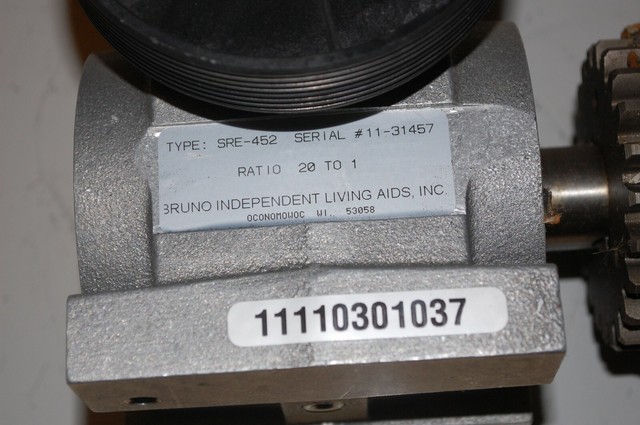 TYPE: SRE-452 SERIAL #11-31457
RATIO 20 TO 1
BRUNO INDEPENDENT LIVING AIDS, INC.
OCONOMOWOC WI. 53058
11110301037